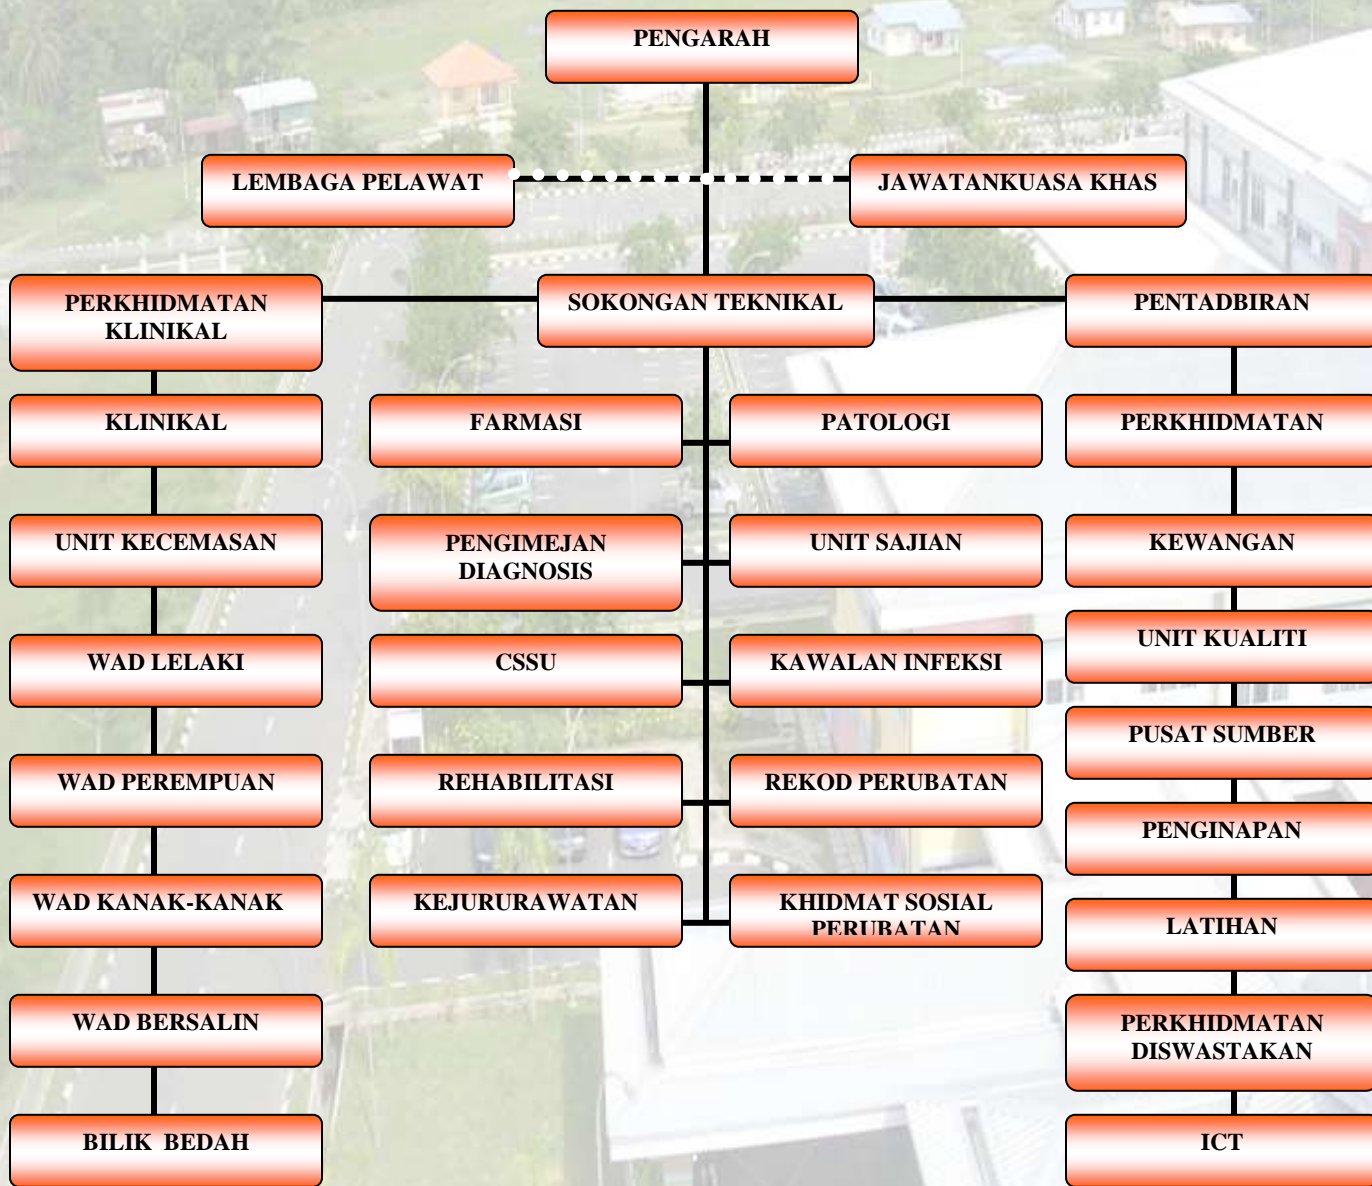 PENGARAH
LEMBAGA PELAWAT
JAWATANKUASA KHAS
PERKHIDMATAN
KLINIKAL
SOKONGAN TEKNIKAL
PENTADBIRAN
KLINIKAL
FARMASI
PATOLOGI
PERKHIDMATAN
UNIT KECEMASAN
PENGIMEJAN
DIAGNOSIS
UNIT SAJIAN
KEWANGAN
WAD LELAKI
CSSU
KAWALAN INFEKSI
UNIT KUALITI
PUSAT SUMBER
WAD PEREMPUAN
REHABILITASI
REKOD PERUBATAN
PENGINAPAN
WAD KANAK-KANAK
KEJURURAWATAN
KHIDMAT SOSIAL
PERUBATAN
LATIHAN
WAD BERSALIN
PERKHIDMATAN
DISWASTAKAN
BILIK BEDAH
ICT